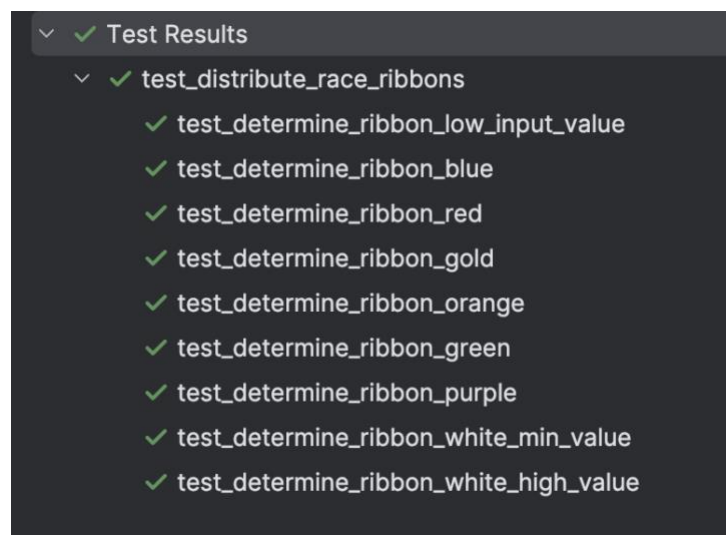 Test Results
test_distribute_race_ribbons
test_determine_ribbon_low_input_value
test_determine_ribbon_blue
test_determine_ribbon_red
test_determine_ribbon_gold
test_determine_ribbon_orange
test_determine_ribbon_green
test_determine_ribbon_purple
test_determine_ribbon_white_min_value
test_determine_ribbon_white_high_value